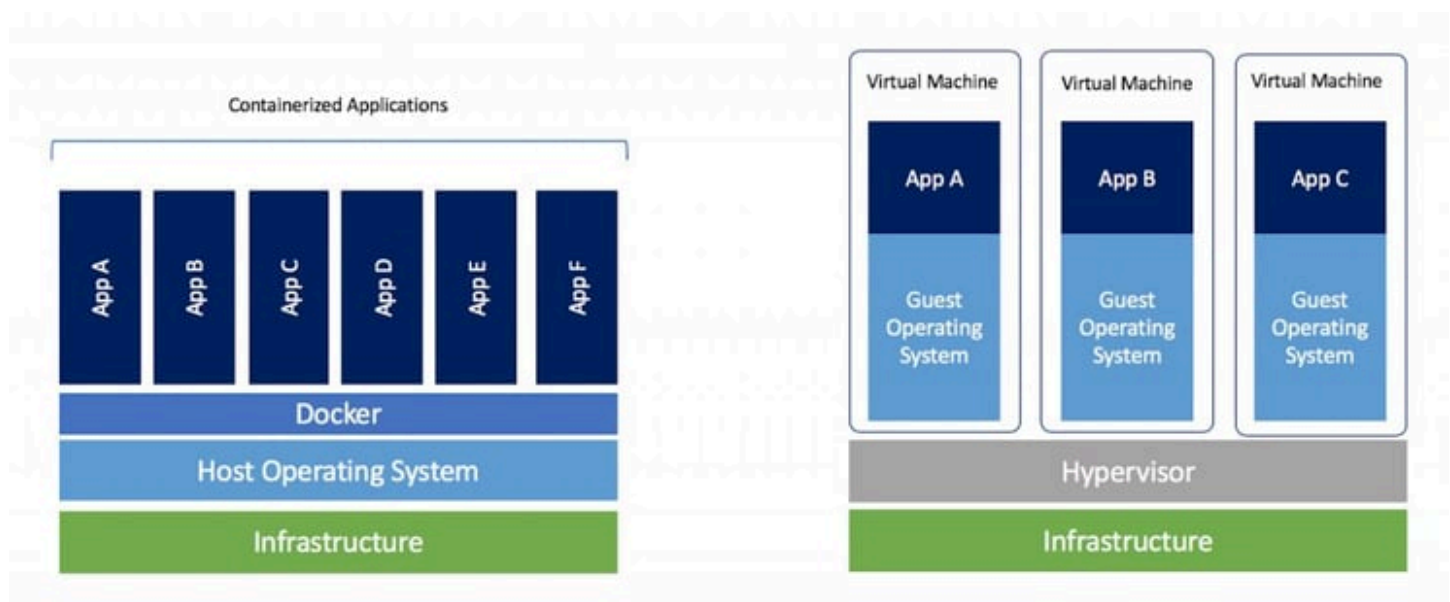 Containerized Applications
App A
App B
App C
App D
App E
App F
Docker
Host Operating System
Infrastructure
Virtual Machine
App A
Guest
Operating
System
Virtual Machine
App B
Guest
Operating
System
Virtual Machine
App C
Guest
Operating
System
Hypervisor
Infrastructure